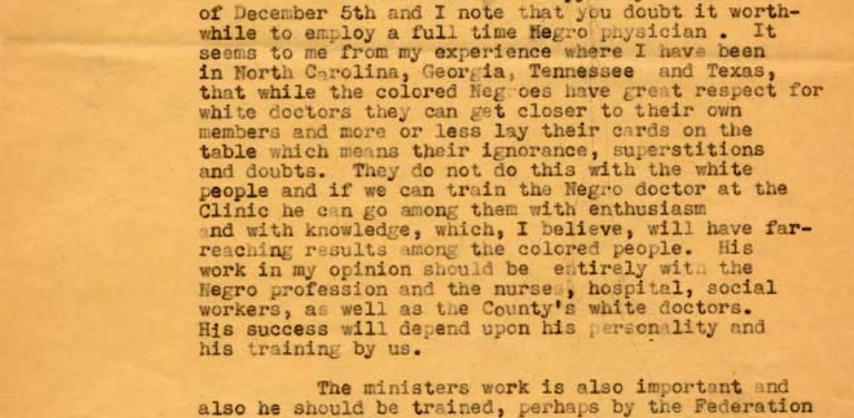 of December 5th and I note that you doubt it worth-
while to employ a full time Negro physician . It
seems to me from my experience where I have been
in North Carolina, Georgia, Tennessee and Texas,
that while the colored Negroes have great respect for
white doctors they can get closer to their own
members and more or less lay their cards on the
table which means their ignorance, superstitions
and doubts. They do not do this with the white
people and if we can train the Negro doctor at the
Clinic he can go among them with enthusiasm
and with knowledge, which, I believe, will have far-
reaching results among the colored people. His
work in my opinion should be entirely with the
Negro profession and the nurses, hospital, social
workers, as well as the County's white doctors.
His success will depend upon his personality and
his training by us.
The ministers work is also important and
also he should be trained, perhaps by the Federation